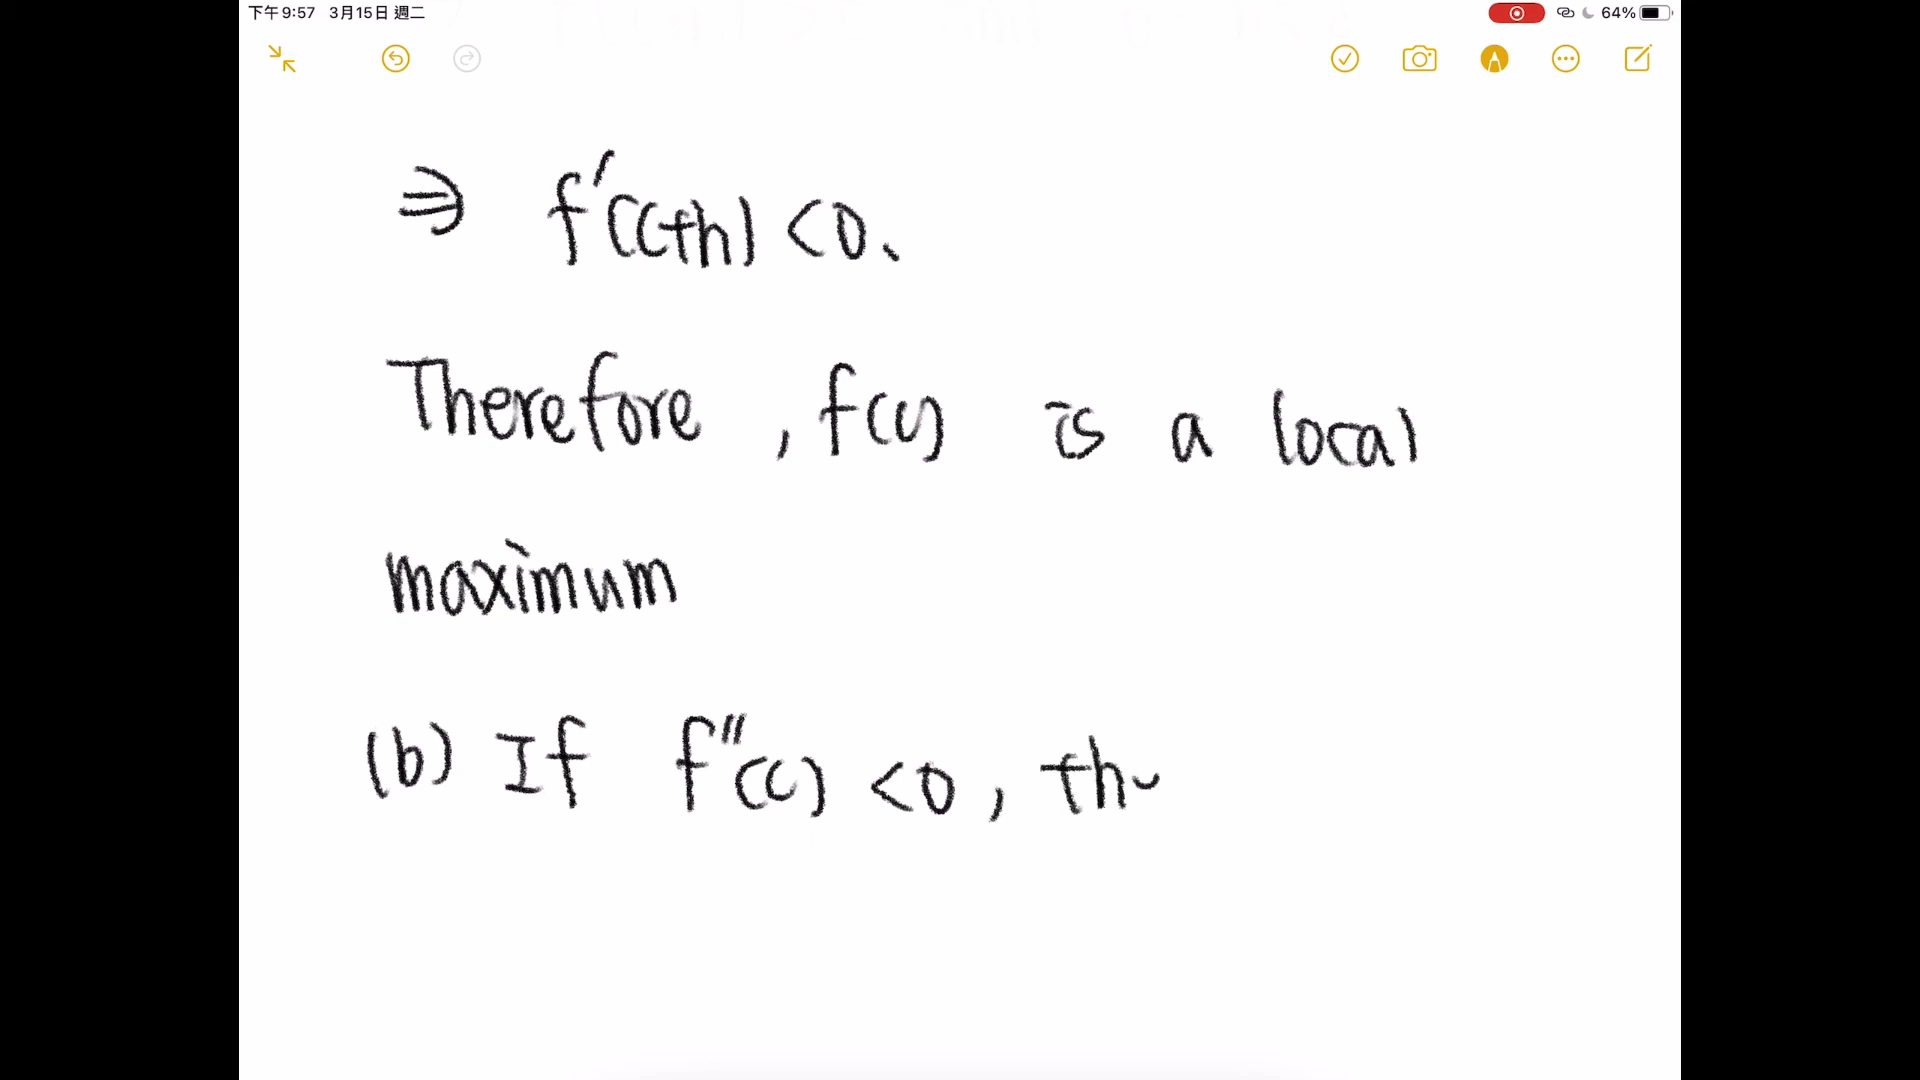 下午9:57 3月15日 週二 64%
⇒ f'(c+h) <0.
Therefore , f(c) is a local
maximum
(b) If f''(c) <0 ,